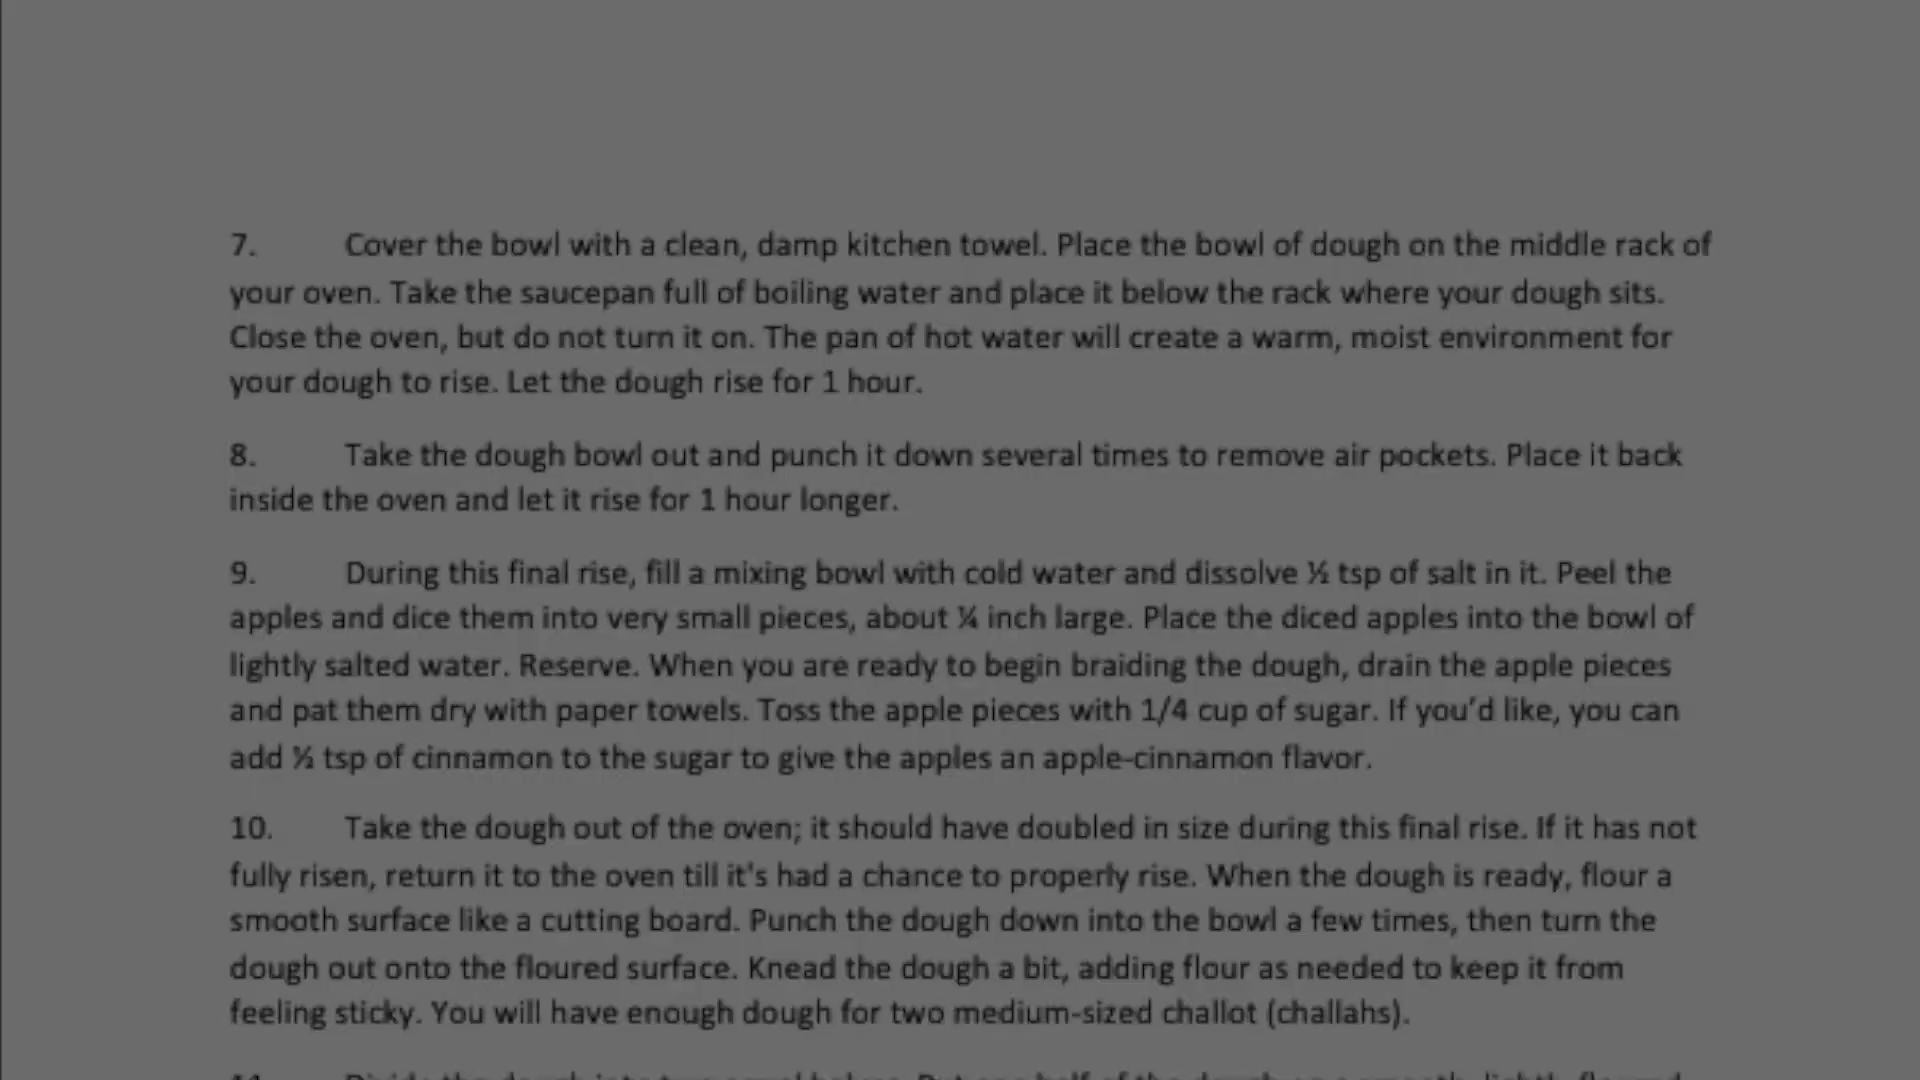 7. Cover the bowl with a clean, damp kitchen towel. Place the bowl of dough on the middle rack of
your oven. Take the saucepan full of boiling water and place it below the rack where your dough sits.
Close the oven, but do not turn it on. The pan of hot water will create a warm, moist environment for
your dough to rise. Let the dough rise for 1 hour.
8. Take the dough bowl out and punch it down several times to remove air pockets. Place it back
inside the oven and let it rise for 1 hour longer.
9. During this final rise, fill a mixing bowl with cold water and dissolve ½ tsp of salt in it. Peel the
apples and dice them into very small pieces, about ¼ inch large. Place the diced apples into the bowl of
lightly salted water. Reserve. When you are ready to begin braiding the dough, drain the apple pieces
and pat them dry with paper towels. Toss the apple pieces with 1/4 cup of sugar. If you’d like, you can
add ½ tsp of cinnamon to the sugar to give the apples an apple-cinnamon flavor.
10. Take the dough out of the oven; it should have doubled in size during this final rise. If it has not
fully risen, return it to the oven till it's had a chance to properly rise. When the dough is ready, flour a
smooth surface like a cutting board. Punch the dough down into the bowl a few times, then turn the
dough out onto the floured surface. Knead the dough a bit, adding flour as needed to keep it from
feeling sticky. You will have enough dough for two medium-sized challot (challahs).